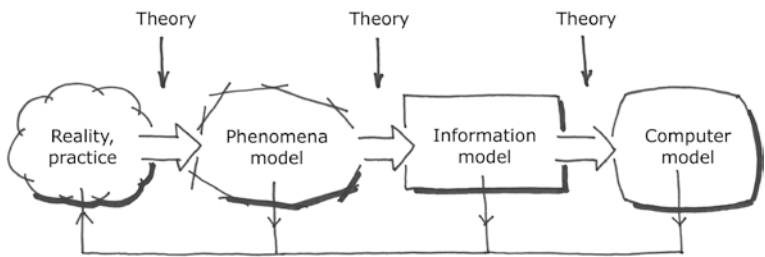 Theory
Theory
Theory
Reality,
practice
Phenomena
model
Information
model
Computer
model